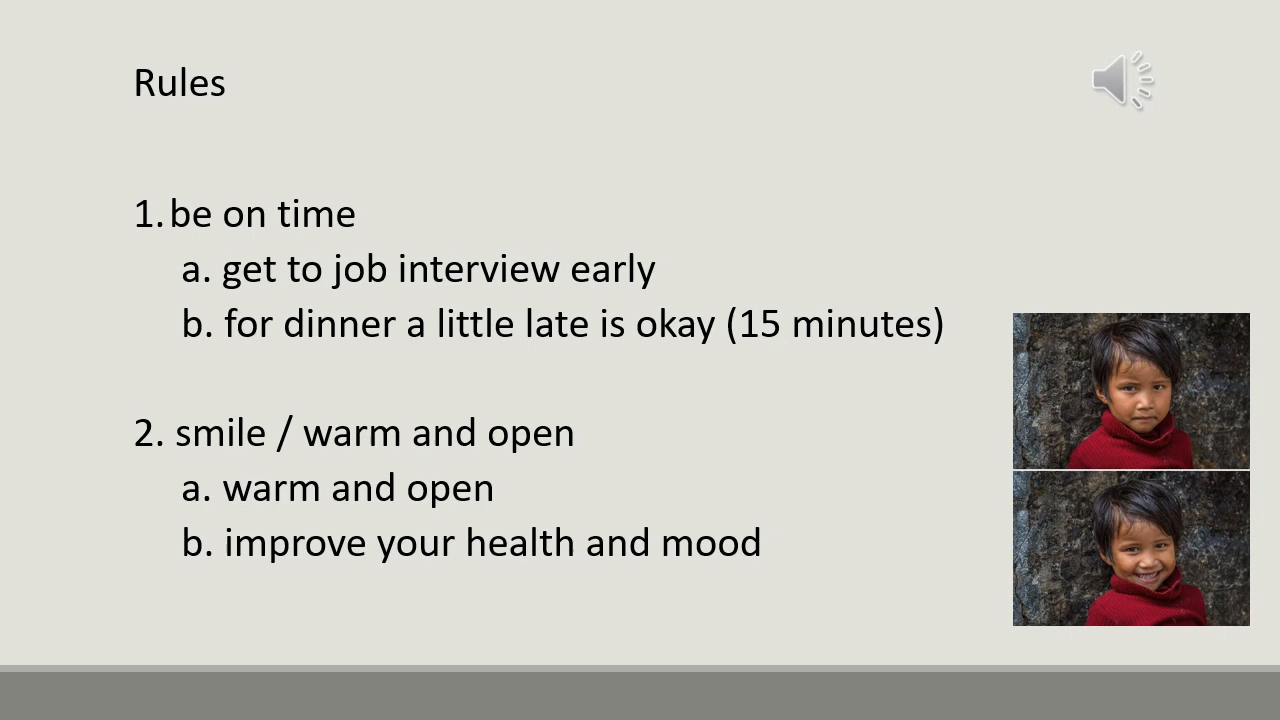 Rules
1. be on time
a. get to job interview early
b. for dinner a little late is okay (15 minutes)
2. smile / warm and open
a. warm and open
b. improve your health and mood